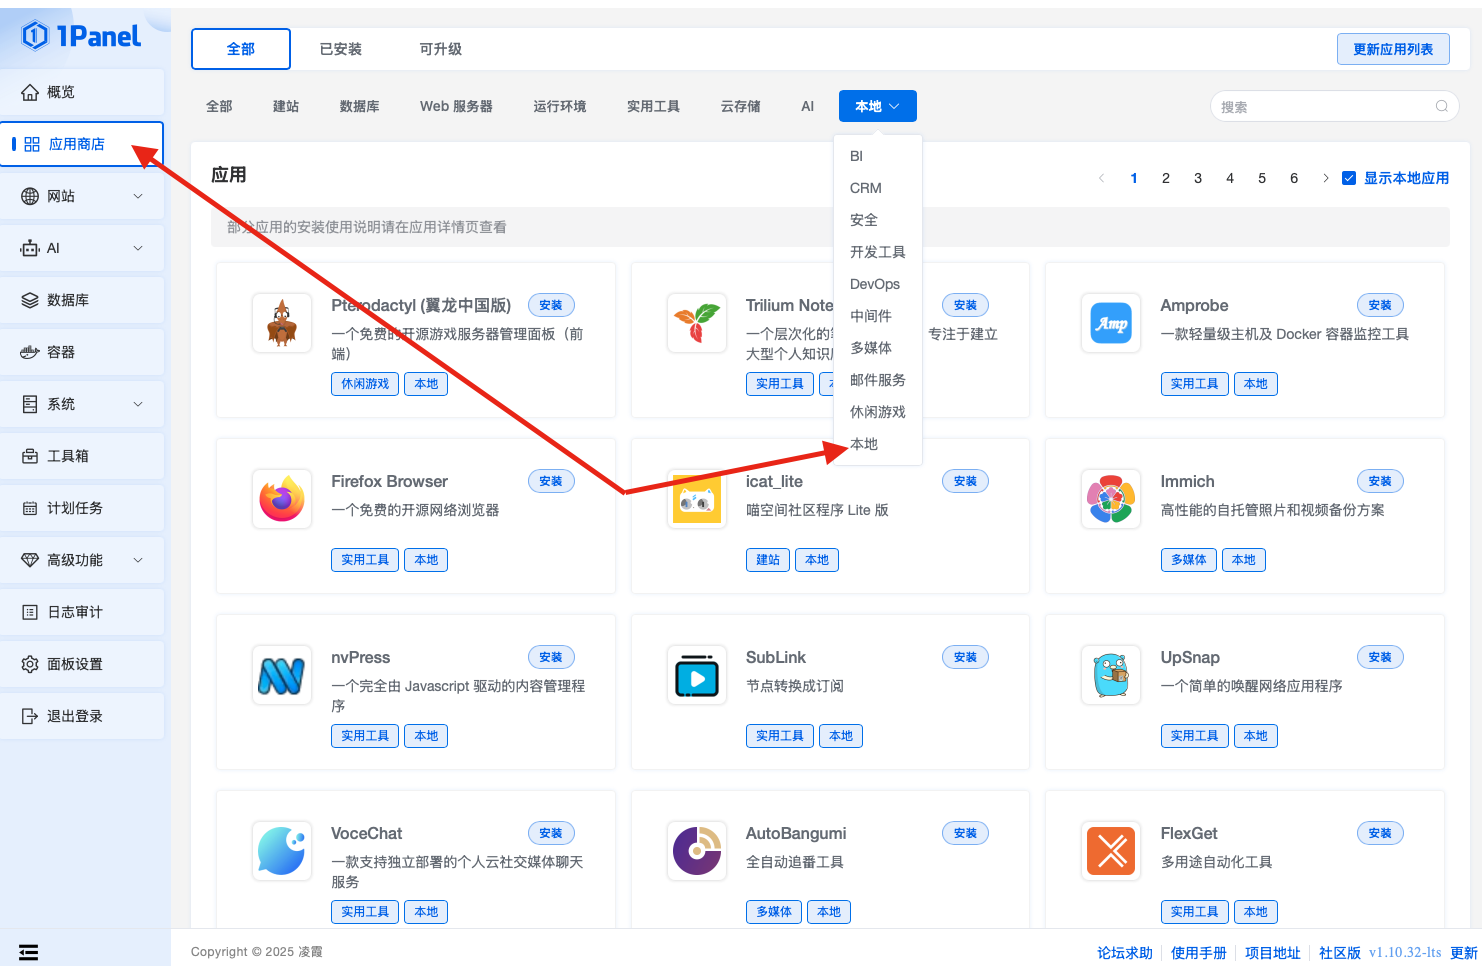 1Panel
概览
应用商店
网站
AI
数据库
容器
系统
工具箱
计划任务
高级功能
日志审计
面板设置
退出登录
全部 已安装 可升级 更新应用列表
全部 建站 数据库 Web 服务器 运行环境 实用工具 云存储 AI 本地 搜索
BI
CRM
安全
开发工具
DevOps
中间件
多媒体
邮件服务
休闲游戏
本地
应用 1 2 3 4 5 6 显示本地应用
部分应用的安装使用说明请在应用详情页查看
Pterodactyl (翼龙中国版) 安装
一个免费的开源游戏服务器管理面板（前
端）
休闲游戏 本地
Trilium Note 安装
一个层次化的 专注于建立
大型个人知识
实用工具
Amprobe 安装
一款轻量级主机及 Docker 容器监控工具
实用工具 本地
Firefox Browser 安装
一个免费的开源网络浏览器
实用工具 本地
icat_lite 安装
喵空间社区程序 Lite 版
建站 本地
Immich 安装
高性能的自托管照片和视频备份方案
多媒体 本地
nvPress 安装
一个完全由 Javascript 驱动的内容管理程
序
实用工具 本地
SubLink 安装
节点转换成订阅
实用工具 本地
Amp
UpSnap 安装
一个简单的唤醒网络应用程序
实用工具 本地
VoceChat 安装
一款支持独立部署的个人云社交媒体聊天
服务
实用工具 本地
AutoBangumi 安装
全自动追番工具
多媒体 本地
FlexGet 安装
多用途自动化工具
实用工具 本地
Copyright © 2025 凌霞 论坛求助 使用手册 项目地址 社区版 v1.10.32-lts 更新